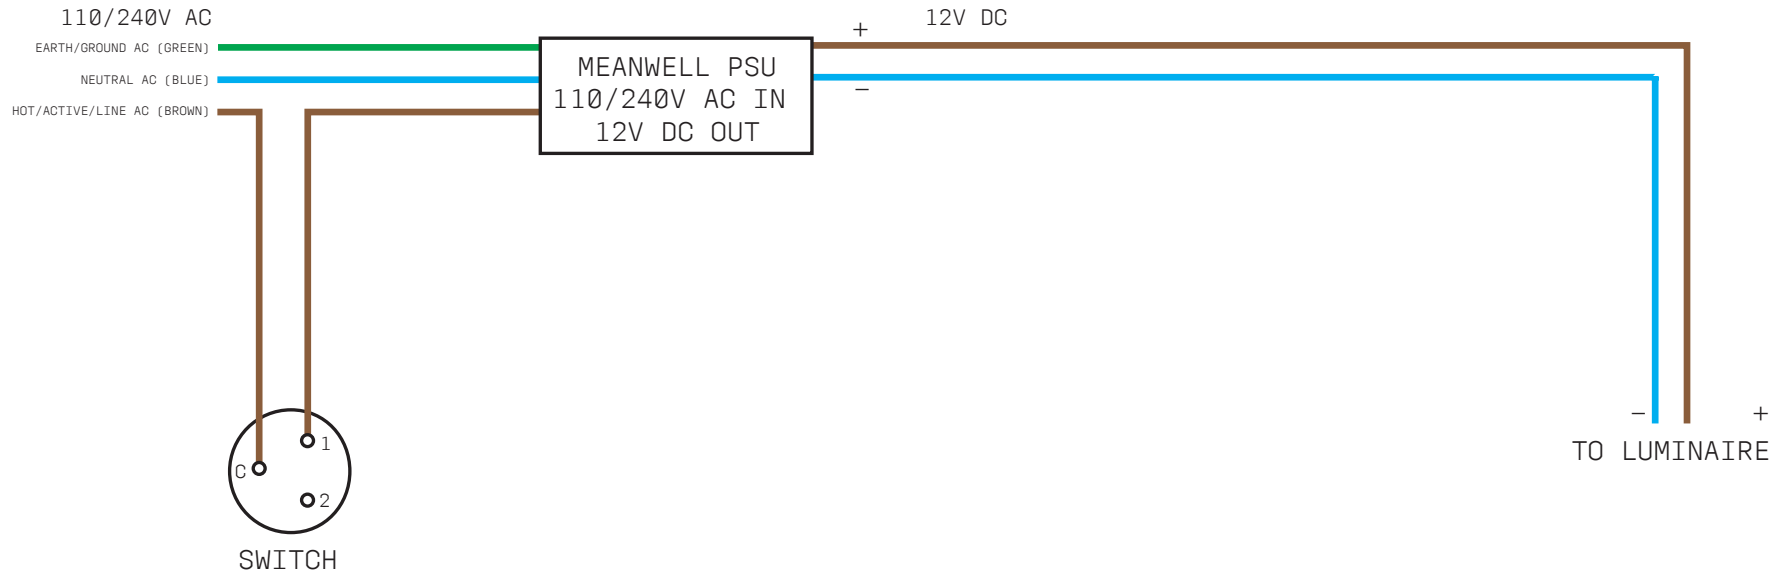 110/240V AC
EARTH/GROUND AC (GREEN)
NEUTRAL AC (BLUE)
HOT/ACTIVE/LINE AC (BROWN)
MEANWELL PSU
110/240V AC IN
12V DC OUT
+
12V DC
−
C
1
2
SWITCH
− +
TO LUMINAIRE